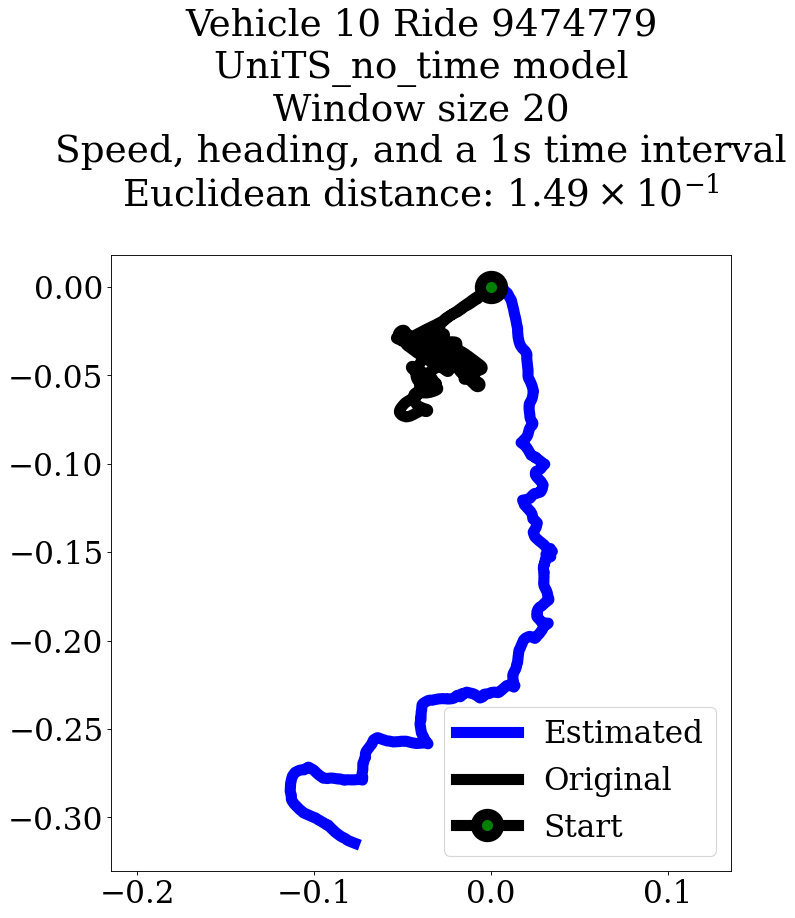 Vehicle 10 Ride 9474779
UniTS_no_time model
Window size 20
Speed, heading, and a 1s time interval
Euclidean distance: 1.49 × 10⁻¹
0.00
−0.05
−0.10
−0.15
−0.20
−0.25
−0.30
Estimated
Original
Start
−0.2
−0.1
0.0
0.1